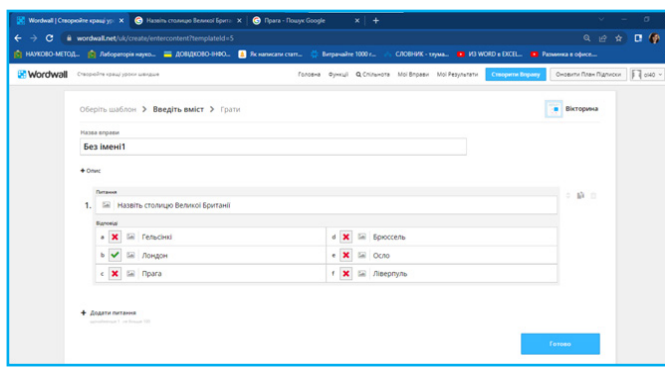 Wordwall | Створюйте кращі ур
Назвіть столицю Великої Брита
Прага - Пошук Google
wordwall.net/uk/create/entercontent?templateId=5
НАУКОВО-МЕТОД...
Лабораторія науко...
ДОВІДКОВО-ІНФО...
Як написати стат...
Витрачайте 1000 г...
СЛОВНИК -
ИЗ WORD в EXCEL...
Разминка в офисе...
Wordwall
Створюйте кращі уроки швидше
Головна Функції Спільнота Мої Вправи Мої Результати
Створити Вправу
Оновити План Підписки
Оберіть шаблон > Введіть вміст > Грати
Вікторина
Назва вправи
Без імені1
+ Опис
Питання
1. Назвіть столицю Великої Британії
Відповіді
a Гельсінкі
d Брюссель
b Лондон
e Осло
c Прага
f Ліверпуль
+ Додати питання
Готово